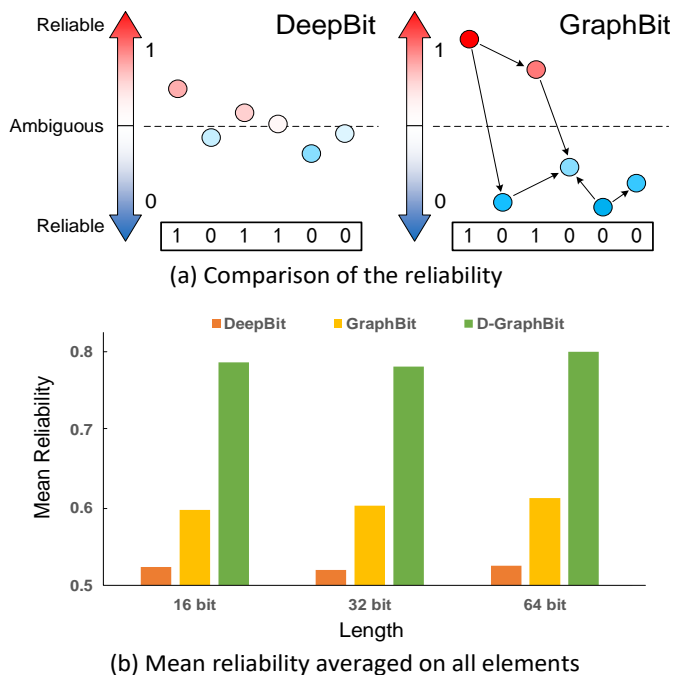 Reliable
DeepBit
GraphBit
1
1
Ambiguous
0
0
Reliable
1 0 1 1 0 0
1 0 1 0 0 0
(a) Comparison of the reliability
DeepBit GraphBit D-GraphBit
0.8
0.7
0.6
0.5
Mean Reliability
16 bit 32 bit 64 bit
Length
(b) Mean reliability averaged on all elements